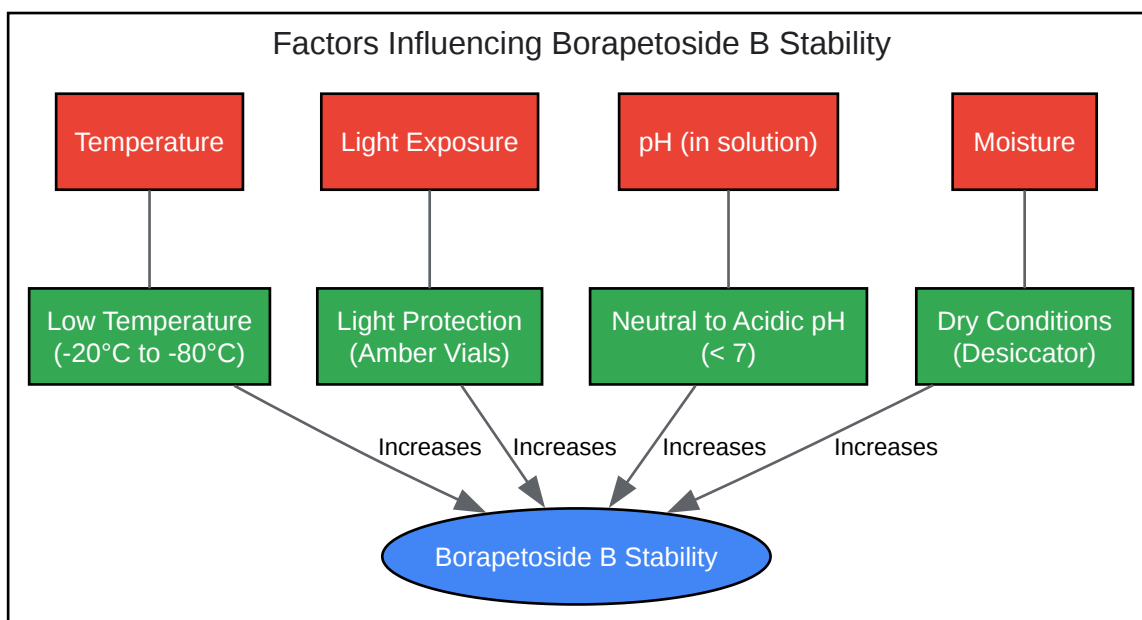 Factors Influencing Borapetoside B Stability
Temperature
Light Exposure
pH (in solution)
Moisture
Low Temperature
(-20°C to -80°C)
Light Protection
(Amber Vials)
Neutral to Acidic pH
(< 7)
Dry Conditions
(Desiccator)
Increases
Increases
Increases
Increases
Borapetoside B Stability